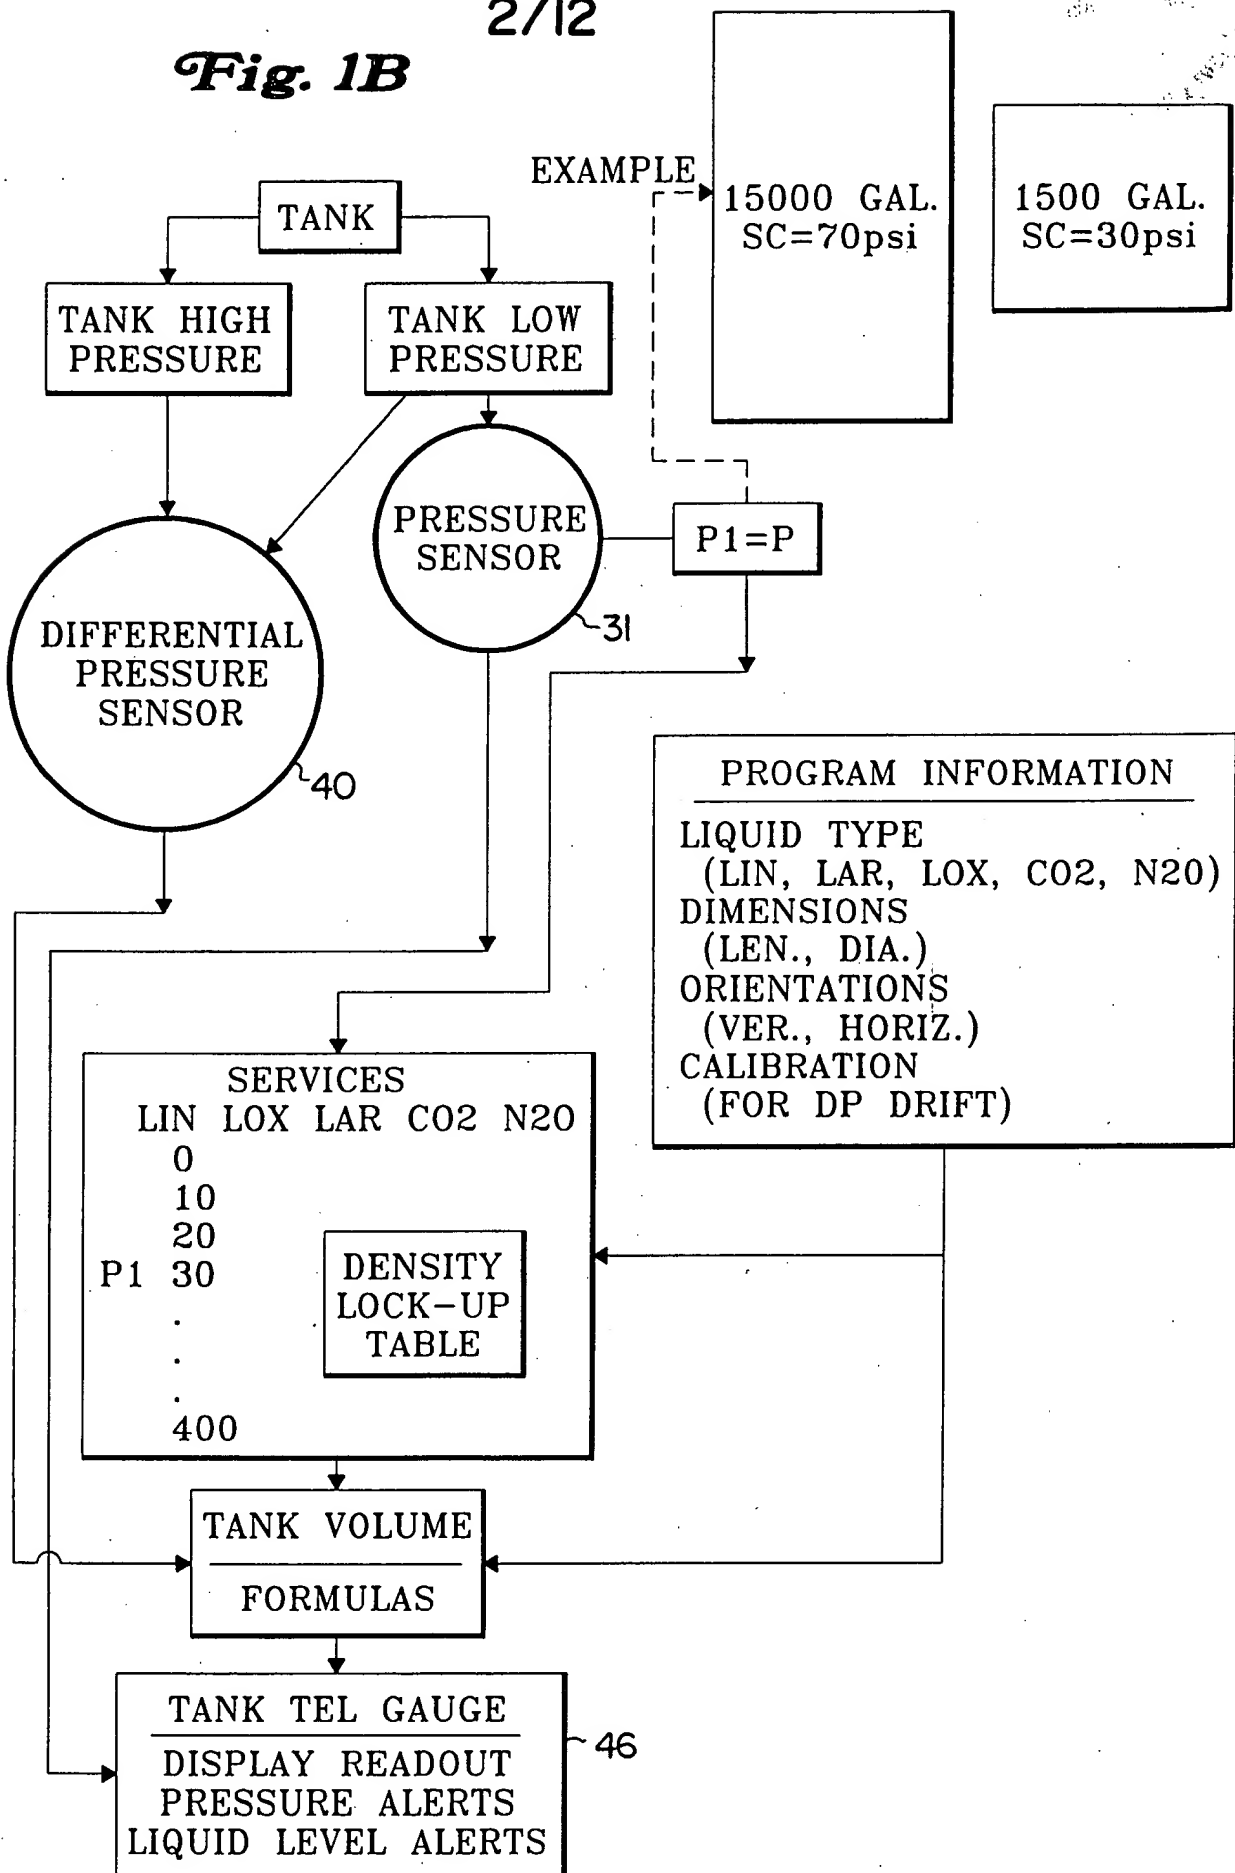 2/12
Fig. 1B
EXAMPLE
15000 GAL.
SC=70psi
1500 GAL.
SC=30psi
TANK
TANK HIGH
PRESSURE
TANK LOW
PRESSURE
PRESSURE
SENSOR
31
P1=P
DIFFERENTIAL
PRESSURE
SENSOR
40
PROGRAM INFORMATION
LIQUID TYPE
(LIN, LAR, LOX, CO2, N2O)
DIMENSIONS
(LEN., DIA.)
ORIENTATIONS
(VER., HORIZ.)
CALIBRATION
(FOR DP DRIFT)
SERVICES
LIN LOX LAR CO2 N2O
0
10
20
P1 30
.
.
.
400
DENSITY
LOCK-UP
TABLE
TANK VOLUME
FORMULAS
TANK TEL GAUGE
46
DISPLAY READOUT
PRESSURE ALERTS
LIQUID LEVEL ALERTS